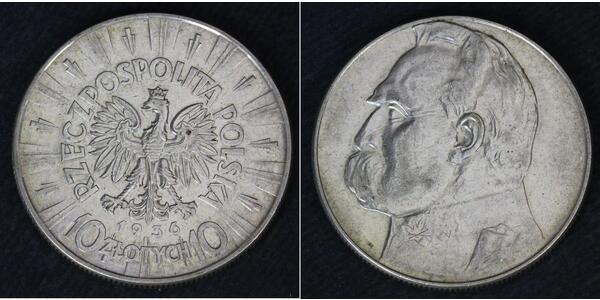 RZECZPOSPOLITA POLSKA
1936
10 ZŁOTYCH 10